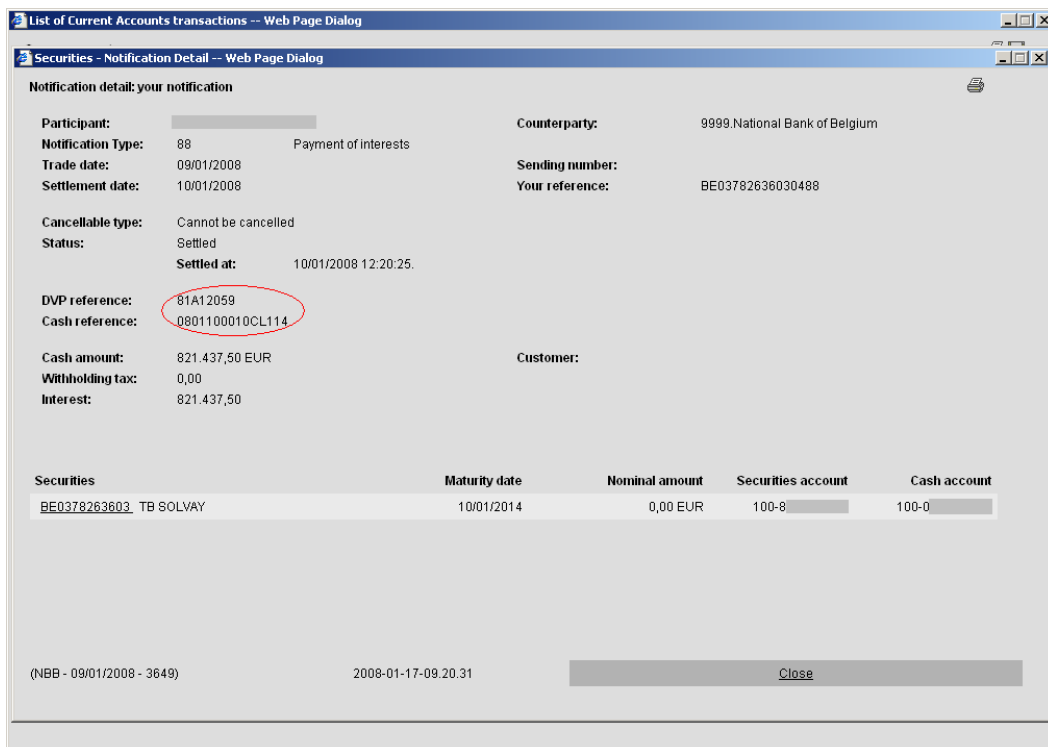 List of Current Accounts transactions -- Web Page Dialog
Securities - Notification Detail -- Web Page Dialog
Notification detail: your notification
Participant: Counterparty: 9999.National Bank of Belgium
Notification Type: 88 Payment of interests
Trade date: 09/01/2008 Sending number:
Settlement date: 10/01/2008 Your reference: BE03782636030488
Cancellable type: Cannot be cancelled
Status: Settled
Settled at: 10/01/2008 12:20:25.
DVP reference: 81A12059
Cash reference: 0801100010CL114
Cash amount: 821.437,50 EUR Customer:
Withholding tax: 0,00
Interest: 821.437,50
Securities Maturity date Nominal amount Securities account Cash account
BE0378263603 TB SOLVAY 10/01/2014 0,00 EUR 100-8 100-0
(NBB - 09/01/2008 - 3649) 2008-01-17-09.20.31 Close